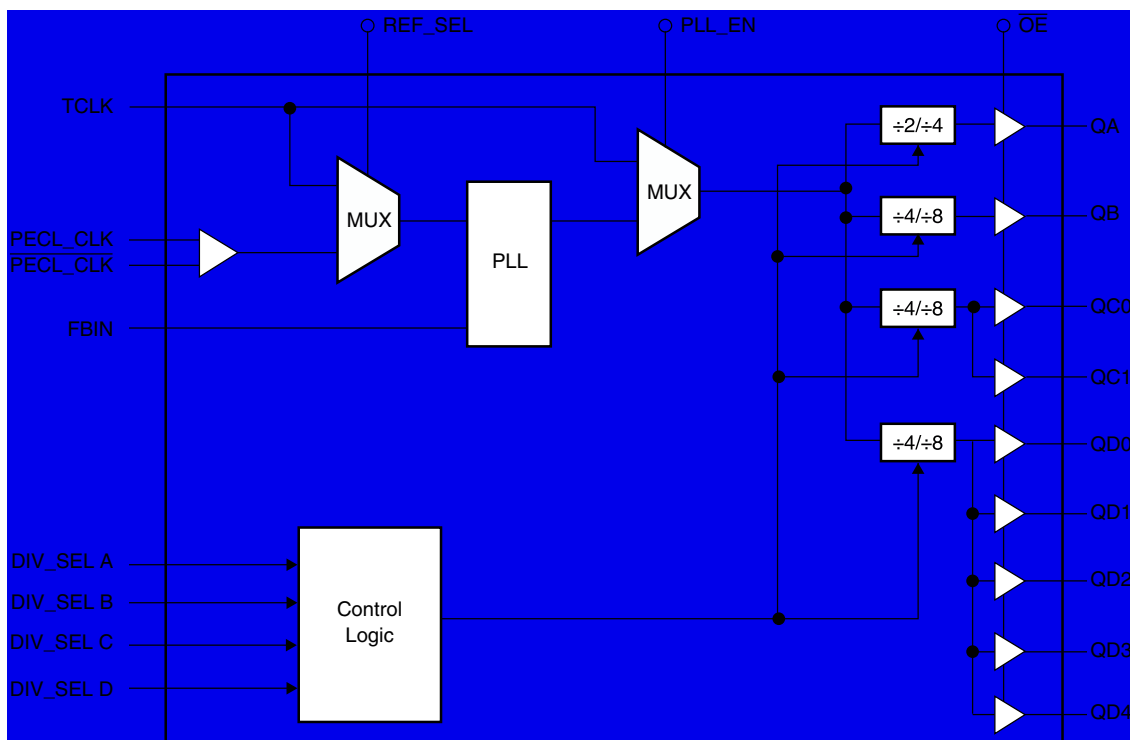 REF_SEL
PLL_EN
OE
TCLK
÷2/÷4
QA
MUX
MUX
PECL_CLK
PECL_CLK
÷4/÷8
QB
PLL
FBIN
÷4/÷8
QC0
QC1
÷4/÷8
QD0
QD1
DIV_SEL A
DIV_SEL B
DIV_SEL C
DIV_SEL D
Control
Logic
QD2
QD3
QD4